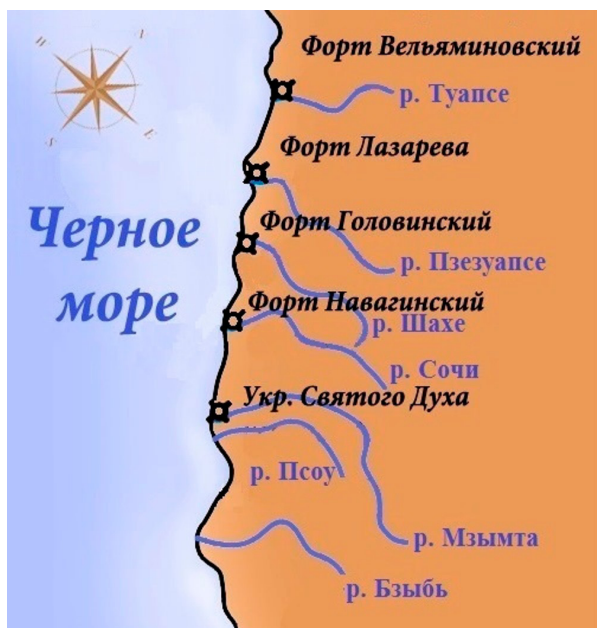 Форт Вельяминовский
р. Туапсе
Форт Лазарева
Черное
море
Форт Головинский
р. Пзезуапсе
Форт Навагинский
р. Шахе
р. Сочи
Укр. Святого Духа
р. Псоу
р. Мзымта
р. Бзыбь